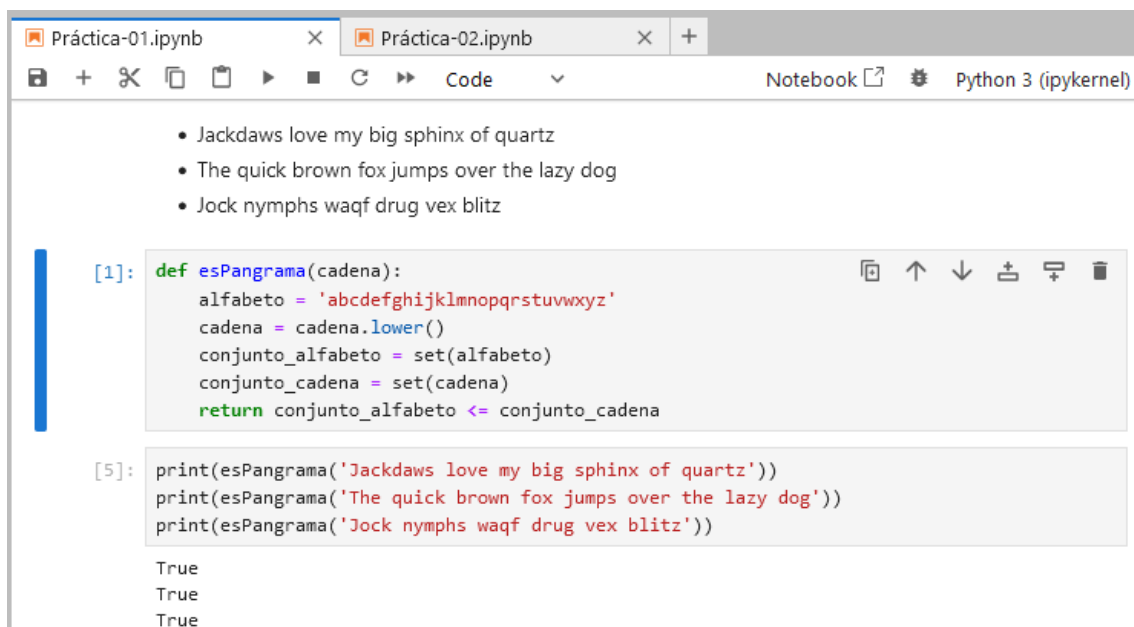 Práctica-01.ipynb
Práctica-02.ipynb
Code
Notebook
Python 3 (ipykernel)
• Jackdaws love my big sphinx of quartz
• The quick brown fox jumps over the lazy dog
• Jock nymphs waqf drug vex blitz
[1]: def esPangrama(cadena):
    alfabeto = 'abcdefghijklmnopqrstuvwxyz'
    cadena = cadena.lower()
    conjunto_alfabeto = set(alfabeto)
    conjunto_cadena = set(cadena)
    return conjunto_alfabeto <= conjunto_cadena
[5]: print(esPangrama('Jackdaws love my big sphinx of quartz'))
print(esPangrama('The quick brown fox jumps over the lazy dog'))
print(esPangrama('Jock nymphs waqf drug vex blitz'))
True
True
True